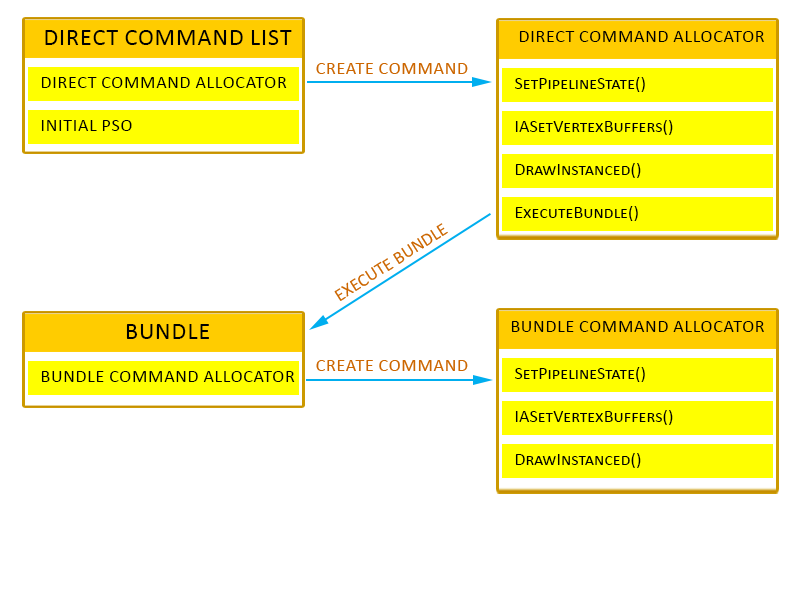 DIRECT COMMAND LIST
DIRECT COMMAND ALLOCATOR
INITIAL PSO
CREATE COMMAND
DIRECT COMMAND ALLOCATOR
SetPipelineState()
IASetVertexBuffers()
DrawInstanced()
ExecuteBundle()
EXECUTE BUNDLE
BUNDLE
BUNDLE COMMAND ALLOCATOR
CREATE COMMAND
BUNDLE COMMAND ALLOCATOR
SetPipelineState()
IASetVertexBuffers()
DrawInstanced()